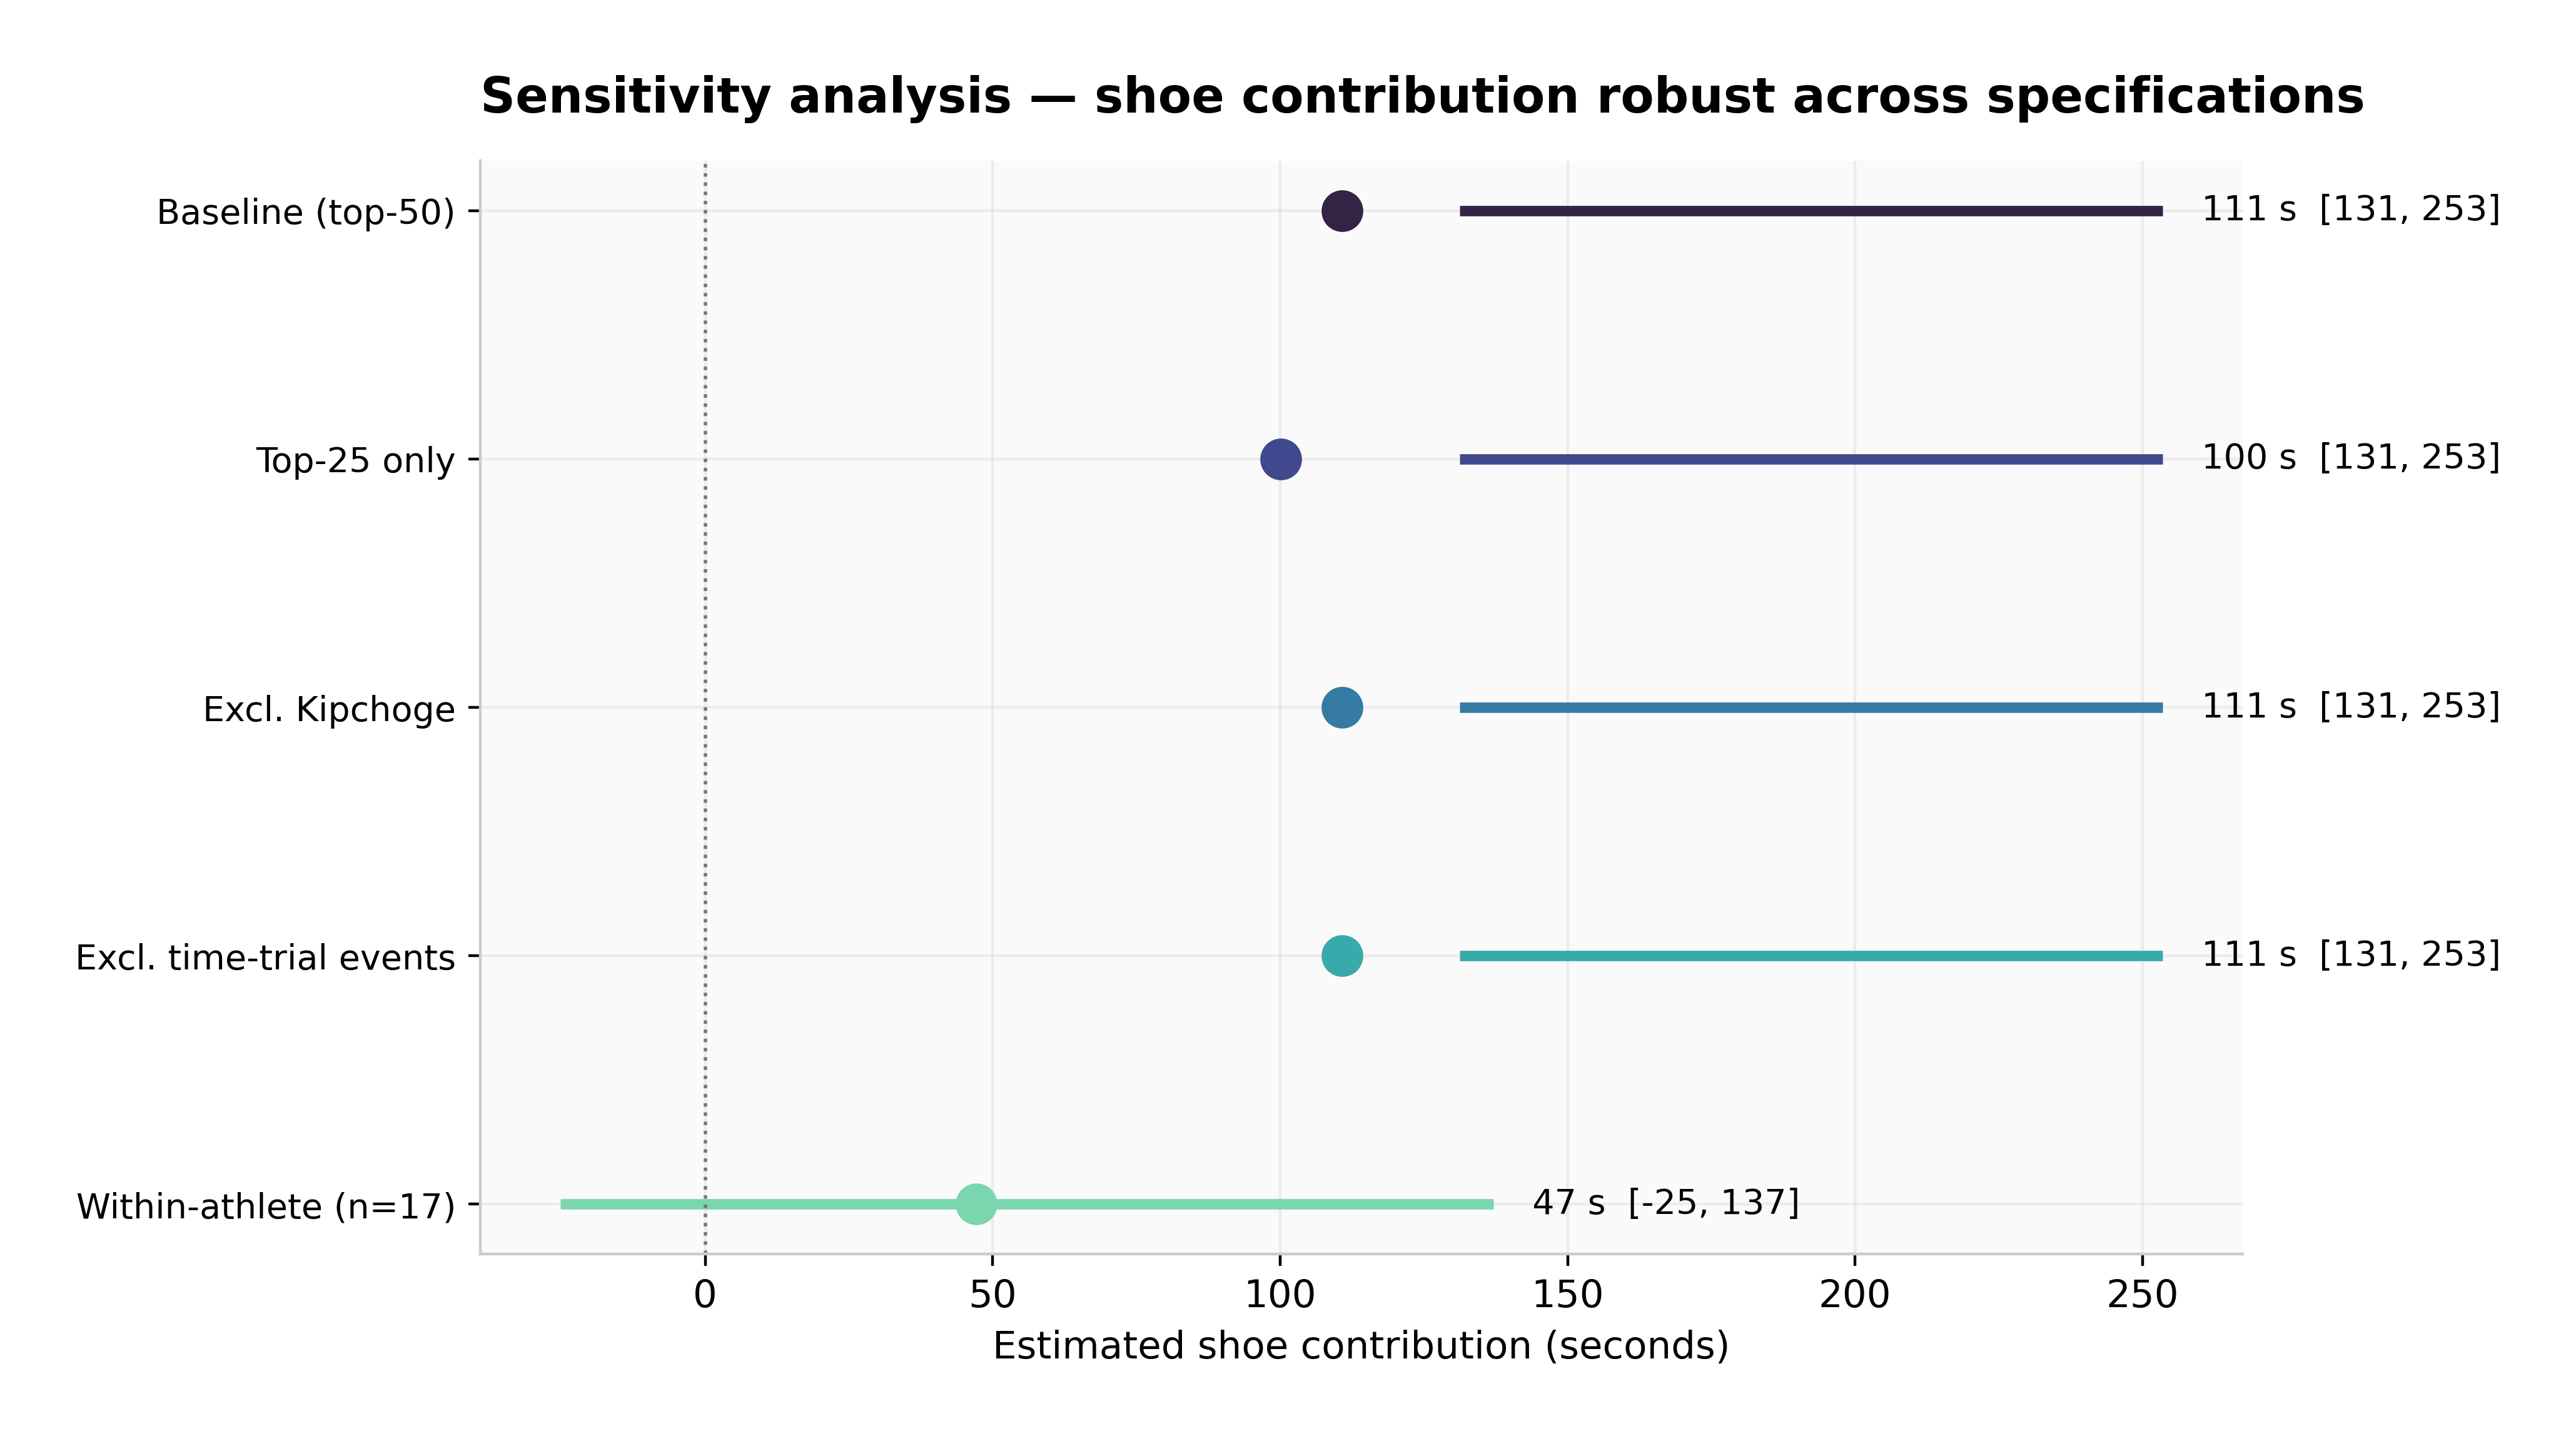 Sensitivity analysis — shoe contribution robust across specifications
Baseline (top-50)
111 s  [131, 253]
Top-25 only
100 s  [131, 253]
Excl. Kipchoge
111 s  [131, 253]
Excl. time-trial events
111 s  [131, 253]
Within-athlete (n=17)
47 s  [-25, 137]
0 50 100 150 200 250
Estimated shoe contribution (seconds)